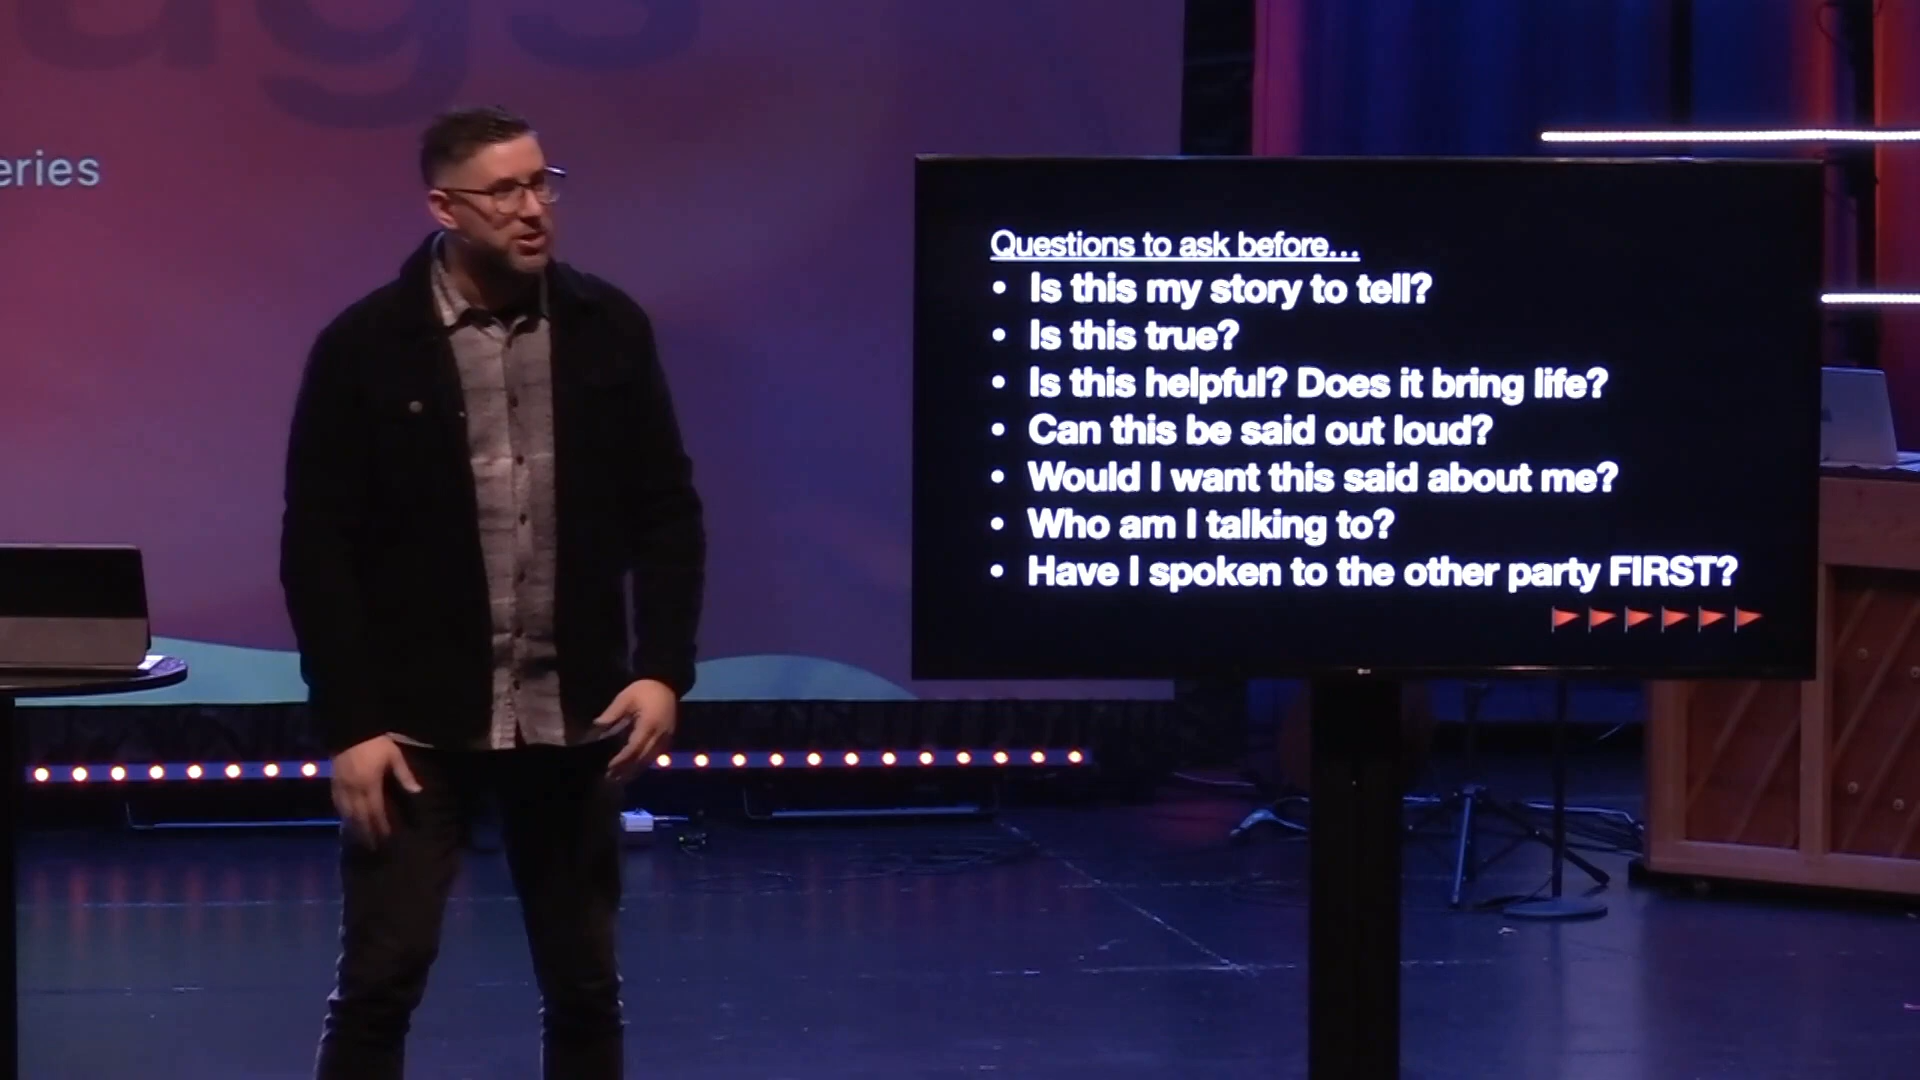 eries
Questions to ask before...
• Is this my story to tell?
• Is this true?
• Is this helpful? Does it bring life?
• Can this be said out loud?
• Would I want this said about me?
• Who am I talking to?
• Have I spoken to the other party FIRST?
LG